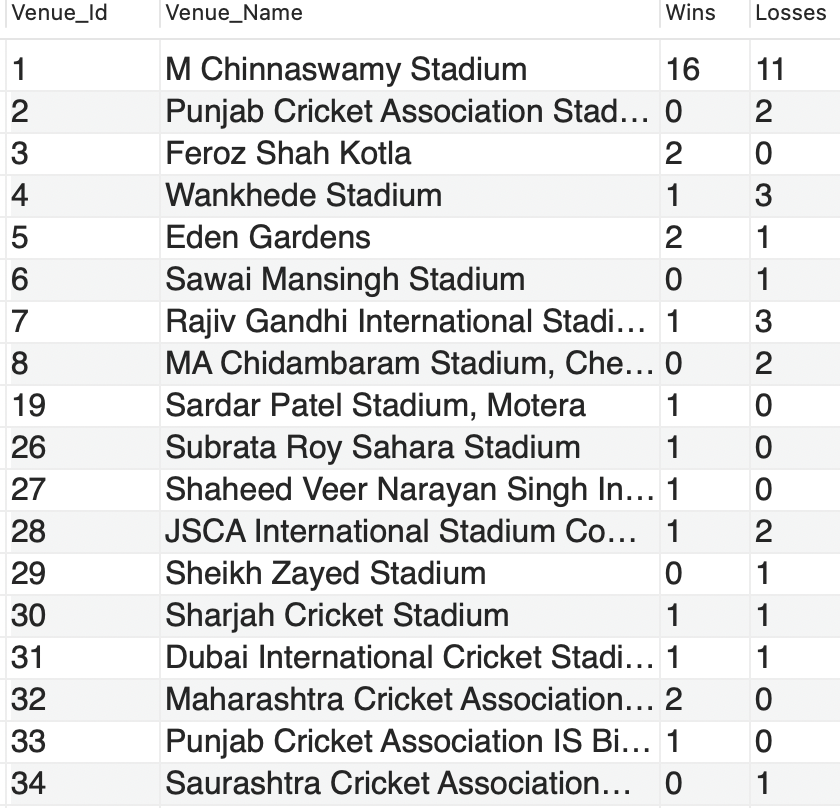 Venue_Id Venue_Name Wins Losses
1 M Chinnaswamy Stadium 16 11
2 Punjab Cricket Association Stad... 0 2
3 Feroz Shah Kotla 2 0
4 Wankhede Stadium 1 3
5 Eden Gardens 2 1
6 Sawai Mansingh Stadium 0 1
7 Rajiv Gandhi International Stadi... 1 3
8 MA Chidambaram Stadium, Che... 0 2
19 Sardar Patel Stadium, Motera 1 0
26 Subrata Roy Sahara Stadium 1 0
27 Shaheed Veer Narayan Singh In... 1 0
28 JSCA International Stadium Co... 1 2
29 Sheikh Zayed Stadium 0 1
30 Sharjah Cricket Stadium 1 1
31 Dubai International Cricket Stadi... 1 1
32 Maharashtra Cricket Association... 2 0
33 Punjab Cricket Association IS Bi... 1 0
34 Saurashtra Cricket Association... 0 1